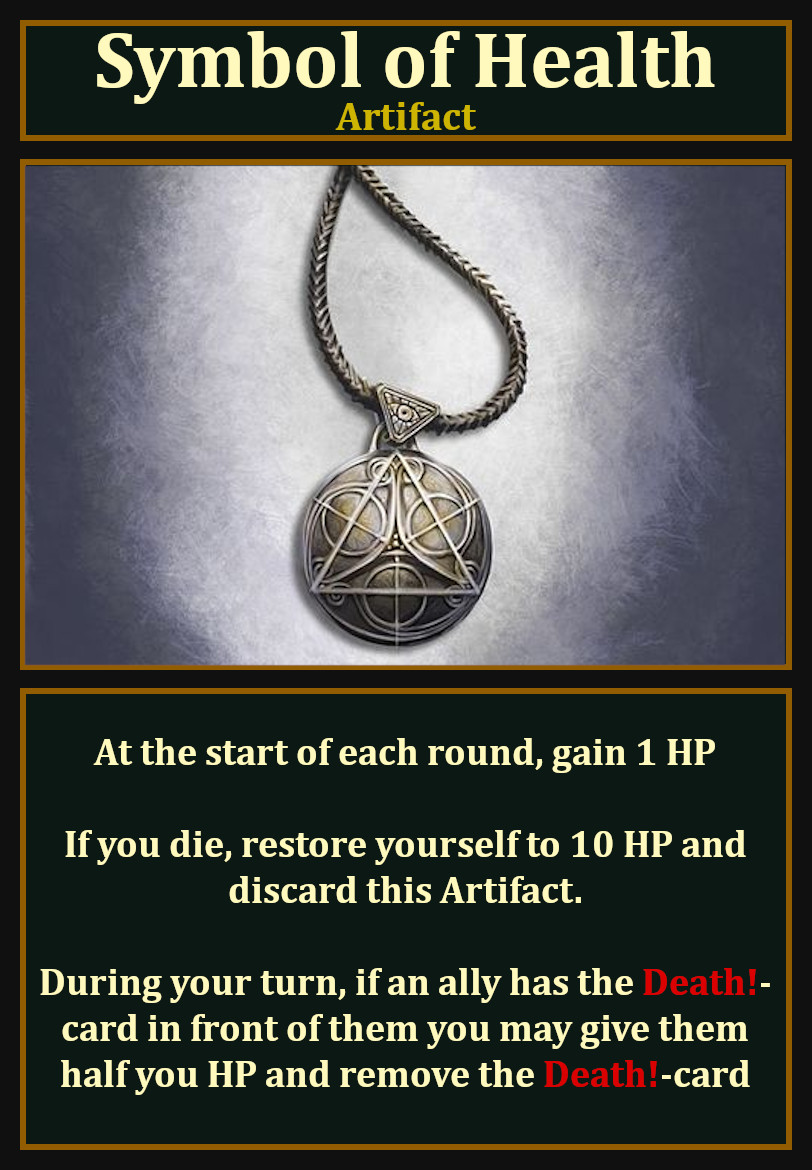 Symbol of Health
Artifact
At the start of each round, gain 1 HP
If you die, restore yourself to 10 HP and
discard this Artifact.
During your turn, if an ally has the Death!-
card in front of them you may give them
half you HP and remove the Death!-card